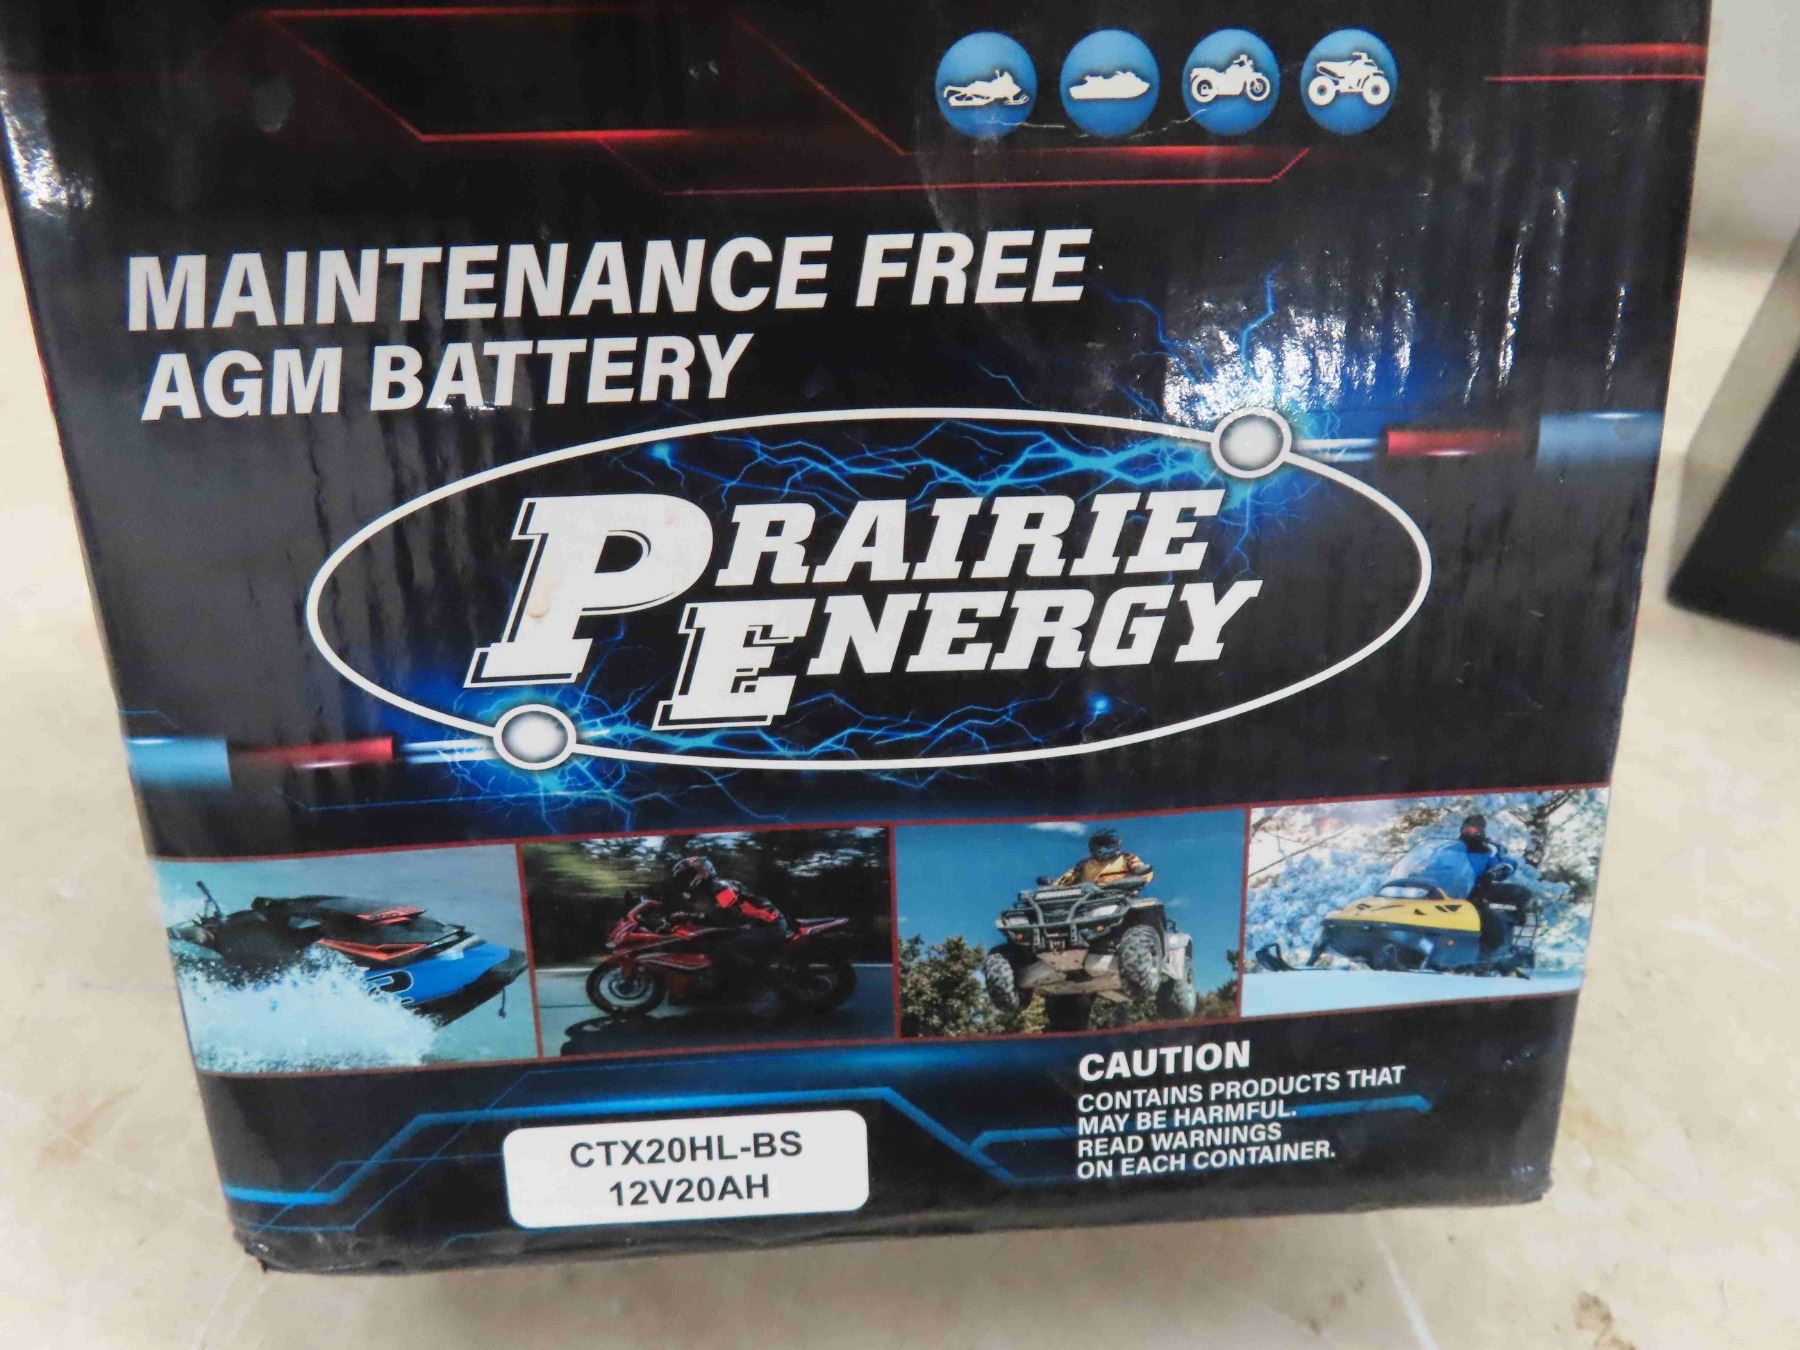 MAINTENANCE FREE
AGM BATTERY
PRAIRIE
ENERGY
CAUTION
CONTAINS PRODUCTS THAT
MAY BE HARMFUL.
READ WARNINGS
ON EACH CONTAINER.
CTX20HL-BS
12V20AH